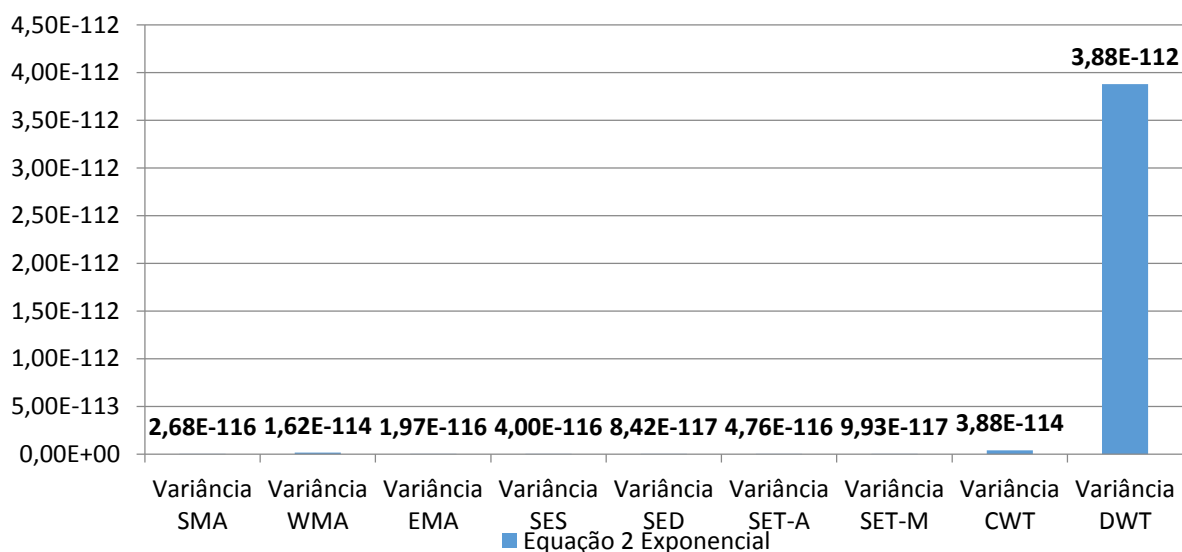 4,50E-112
4,00E-112
3,50E-112
3,00E-112
2,50E-112
2,00E-112
1,50E-112
1,00E-112
5,00E-113
0,00E+00
2,68E-116 1,62E-114 1,97E-116 4,00E-116 8,42E-117 4,76E-116 9,93E-117 3,88E-114 3,88E-112
Variância Variância Variância Variância Variância Variância Variância Variância Variância
SMA WMA EMA SES SED SET-A SET-M CWT DWT
Equação 2 Exponencial